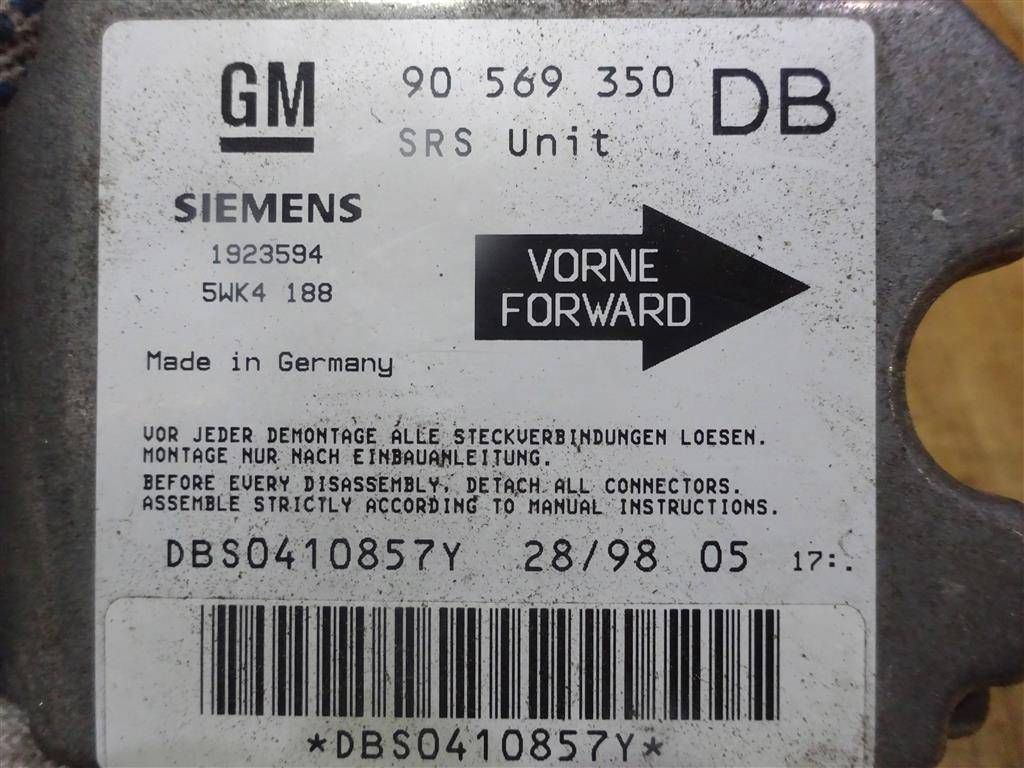 GM 90 569 350 DB
SRS Unit
SIEMENS
1923594
5WK4 188
VORNE
FORWARD
Made in Germany
VOR JEDER DEMONTAGE ALLE STECKVERBINDUNGEN LOESEN.
MONTAGE NUR NACH EINBAUANLEITUNG.
BEFORE EVERY DISASSEMBLY, DETACH ALL CONNECTORS.
ASSEMBLE STRICTLY ACCORDING TO MANUAL INSTRUCTIONS.
DBS0410857Y 28/98 05 17:.
*DBS0410857Y*